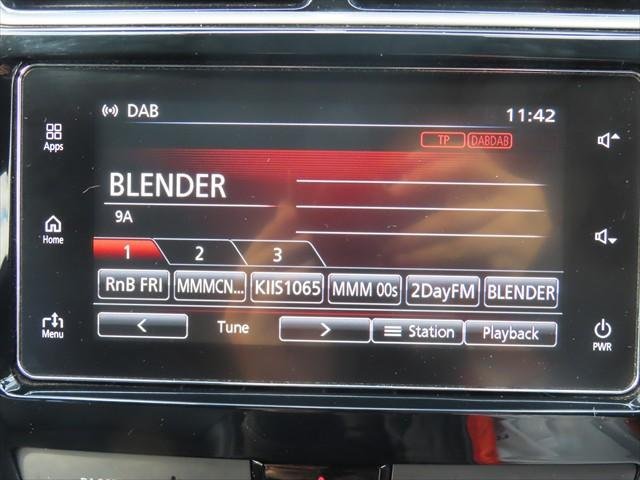 DAB 11:42
Apps TP DABDAB
BLENDER
9A
Home
1 2 3
RnB FRI MMMCN... KIIS1065 MMM 00s 2DayFM BLENDER
Menu < Tune > Station Playback PWR